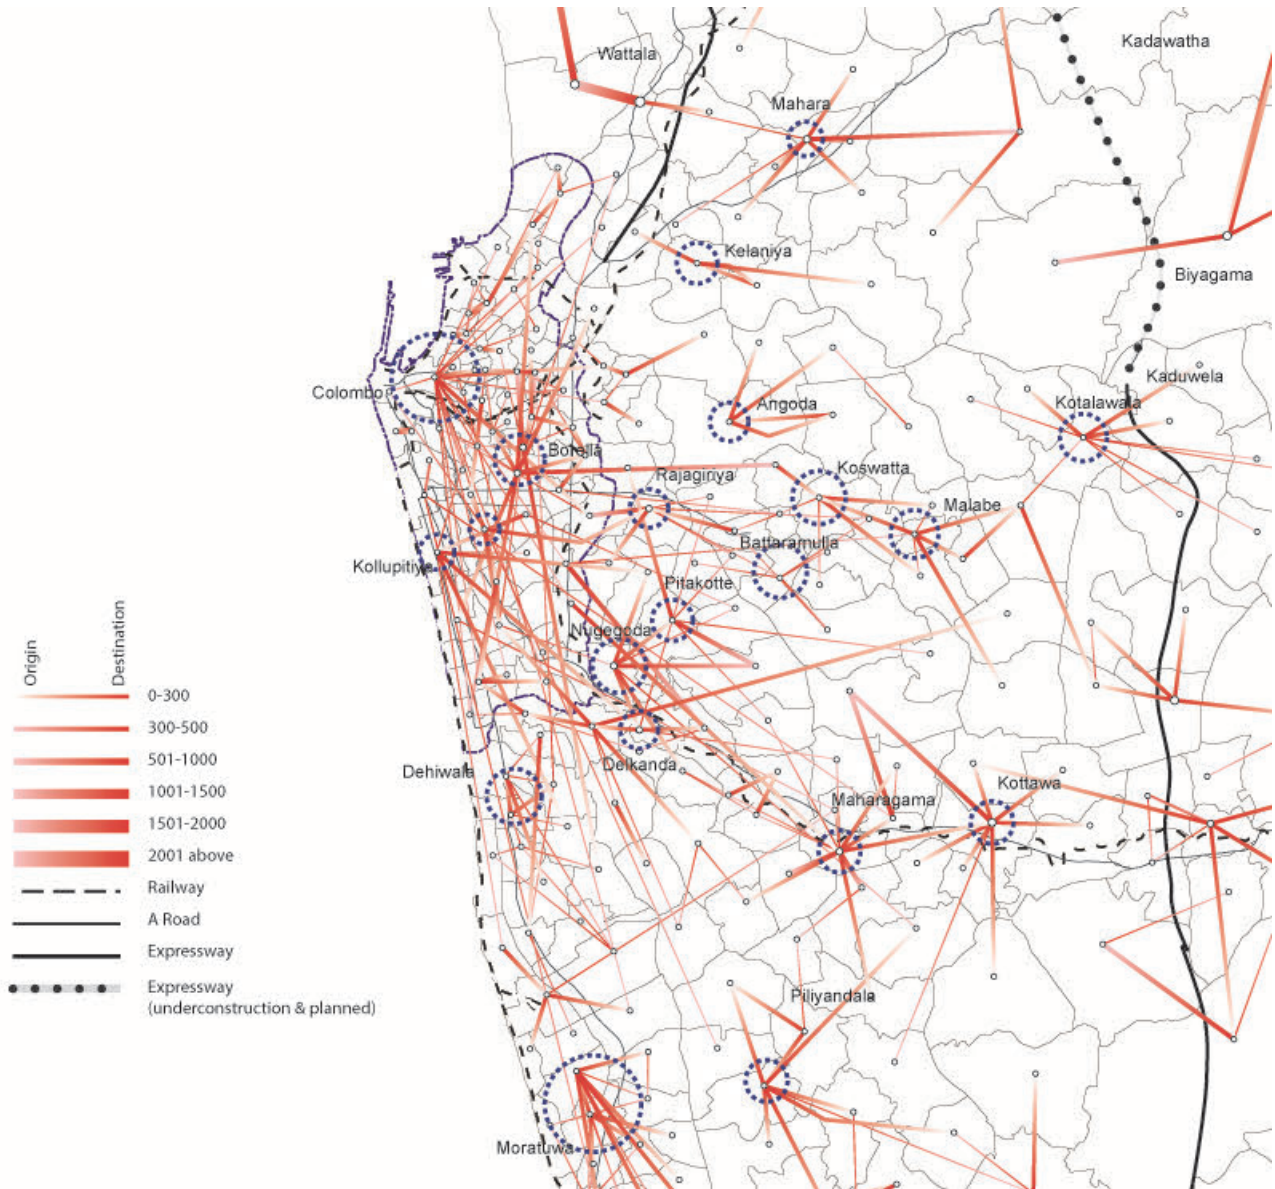 Wattala
Kadawatha
Mahara
Kelaniya
Biyagama
Kaduwela
Colombo
Angoda
Kotalawala
Borella
Rajagiriya
Koswatta
Malabe
Battaramulla
Kollupitiya
Pitakotte
Nugegoda
Dehiwala
Delkanda
Maharagama
Kottawa
Piliyandala
Moratuwa
Origin
Destination
0-300
300-500
501-1000
1001-1500
1501-2000
2001 above
Railway
A Road
Expressway
Expressway
(underconstruction & planned)